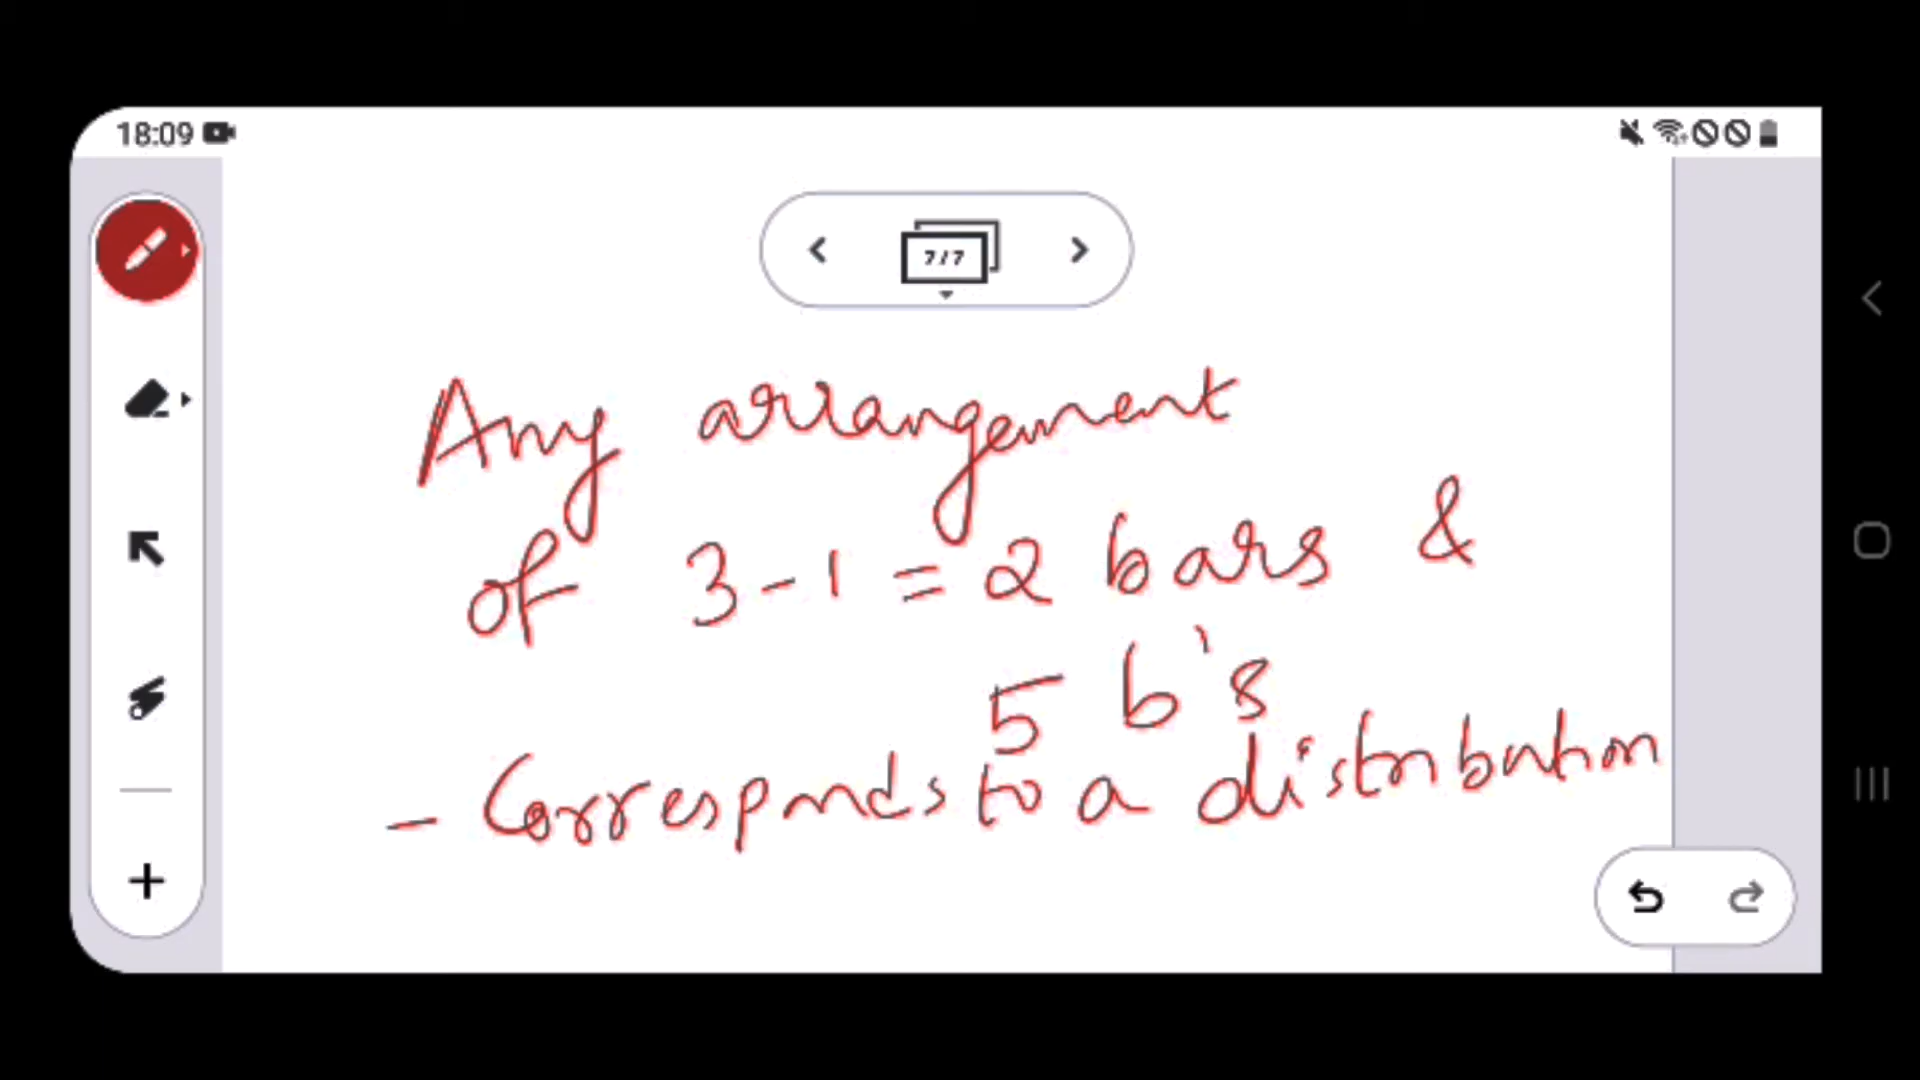 18:09
7/7
Any arrangement
of 3-1 = 2 bars &
5 b's
- Corresponds to a distribution